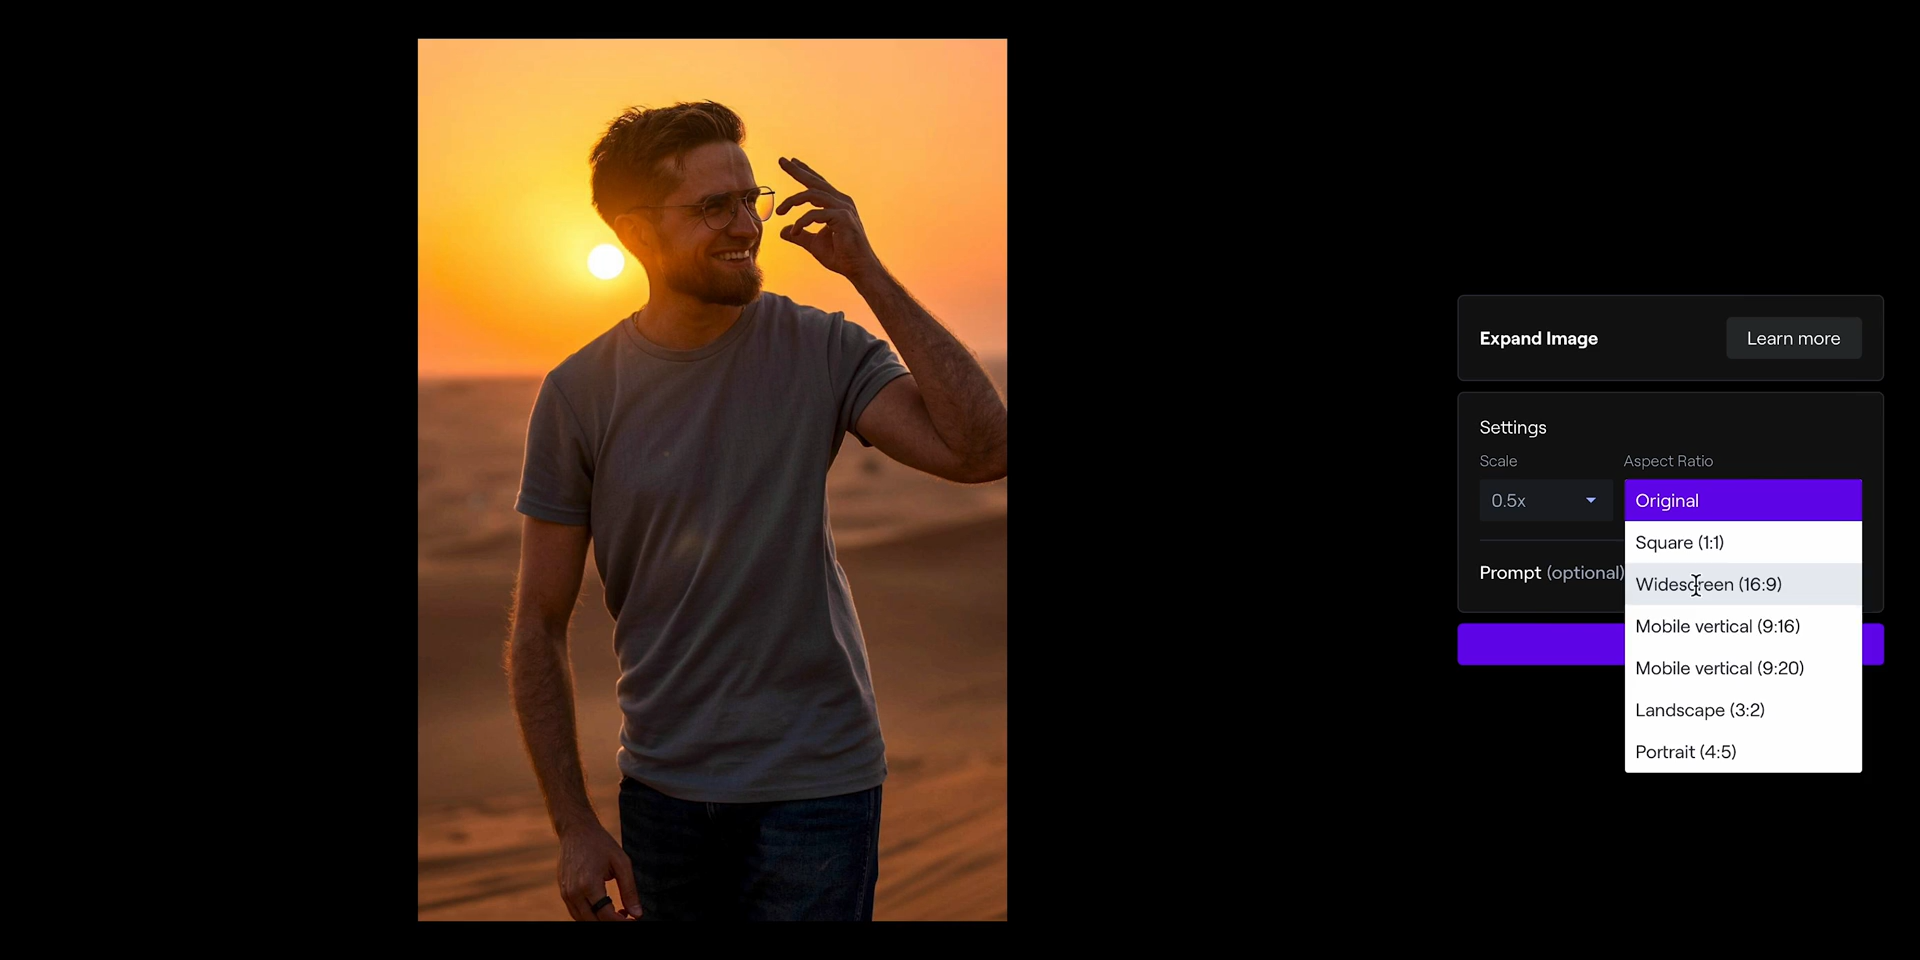 Expand Image
Learn more
Settings
Scale
Aspect Ratio
0.5x
Original
Square (1:1)
Widescreen (16:9)
Prompt (optional)
Mobile vertical (9:16)
Mobile vertical (9:20)
Landscape (3:2)
Portrait (4:5)